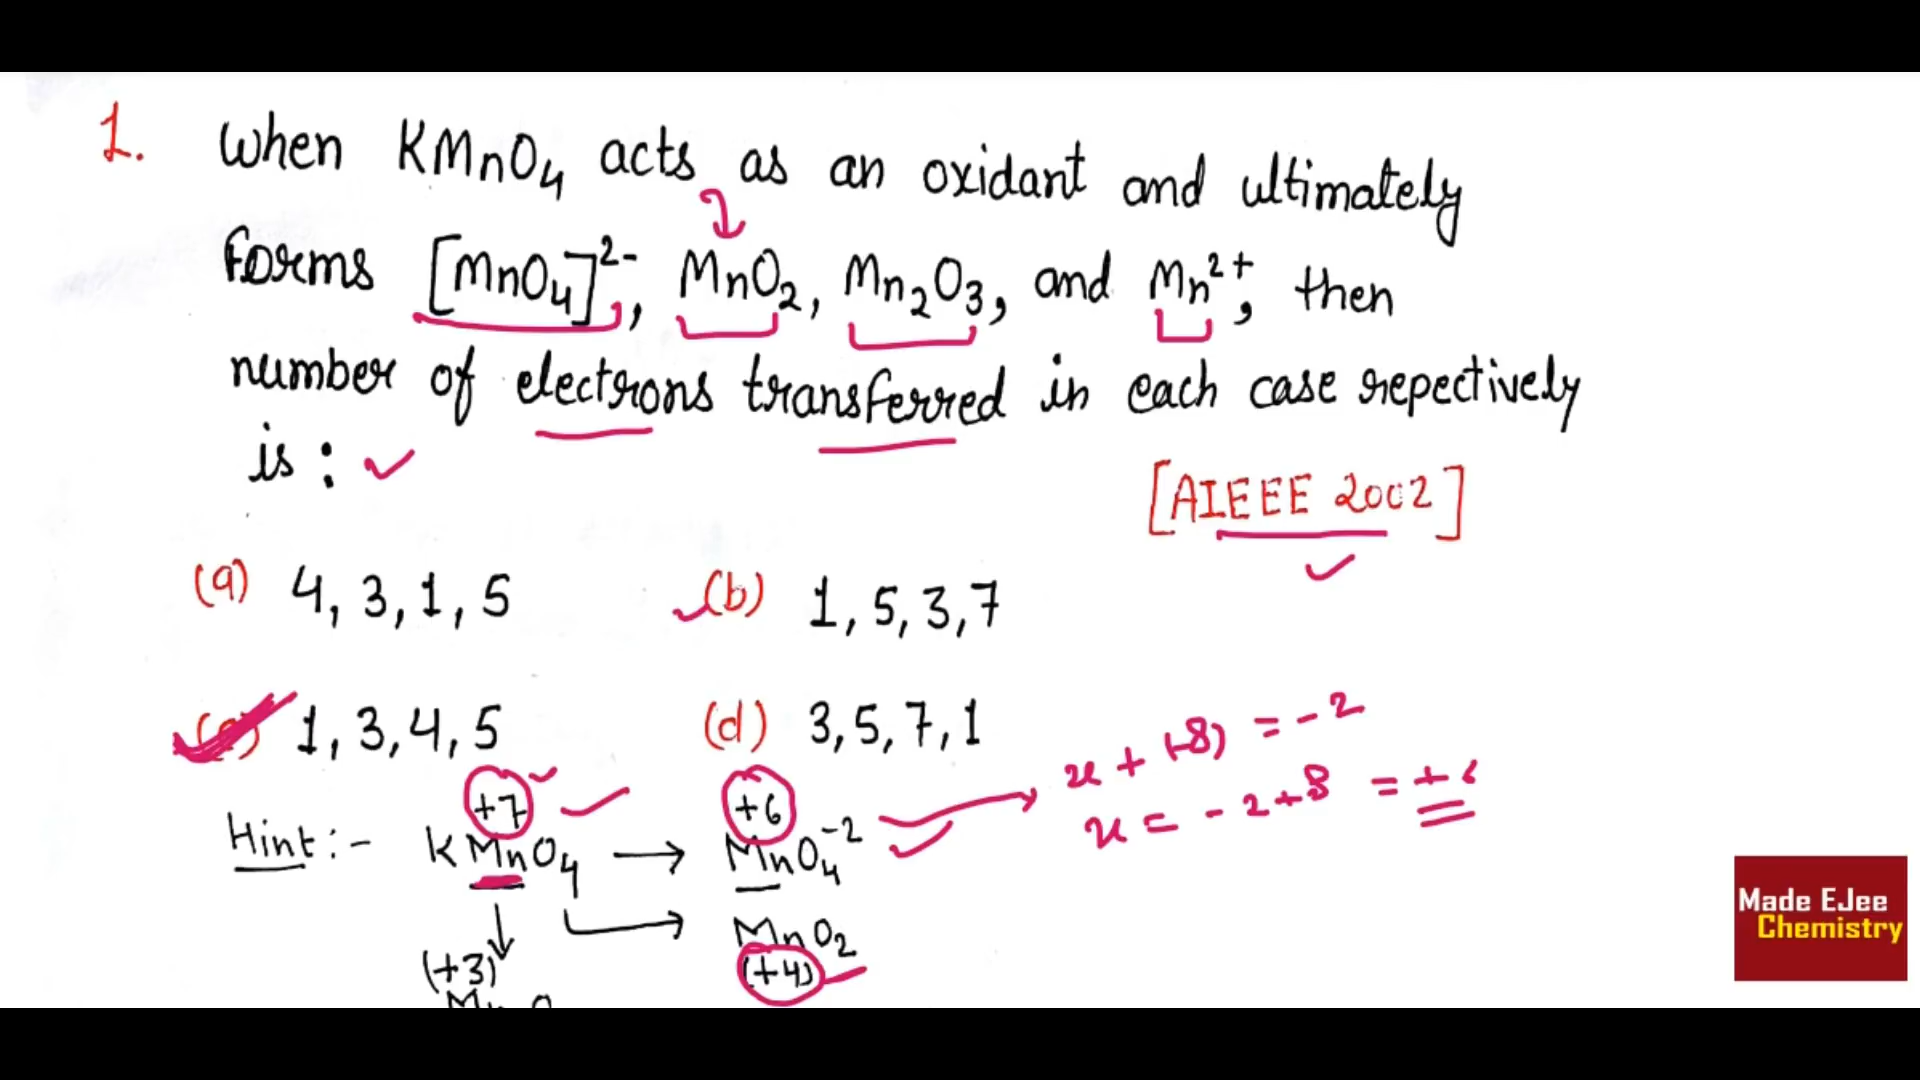 1. When KMnO4 acts as an oxidant and ultimately
forms [MnO4]²⁻, MnO2, Mn2O3, and Mn²⁺, then
number of electrons transferred in each case repectively
is :
[AIEEE 2002]
(a) 4, 3, 1, 5 (b) 1, 5, 3, 7
(c) 1, 3, 4, 5 (d) 3, 5, 7, 1
x + (-8) = -2
x = -2+8 = +6
+7 +6
Hint:- KMnO4 → MnO4⁻²
MnO2
(+3) (+4)
Made EJee
Chemistry